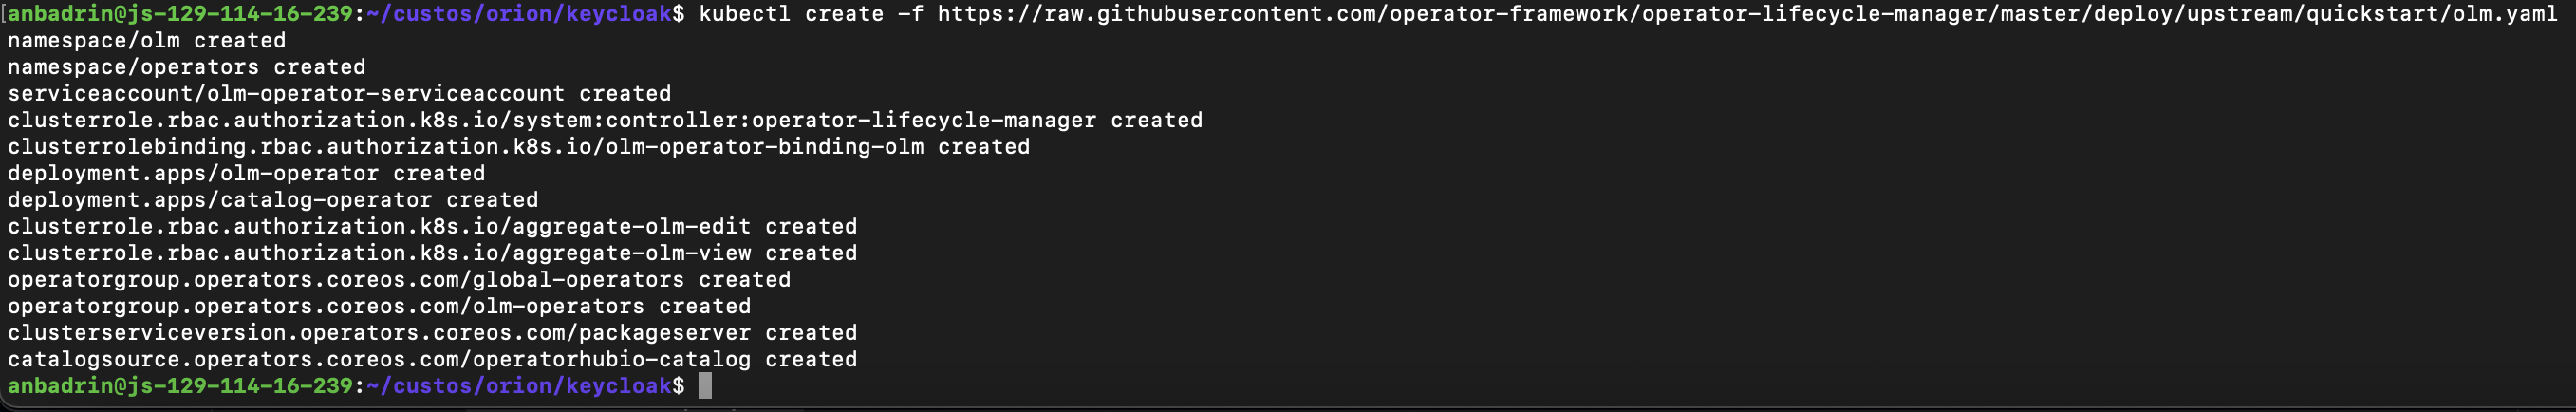 [anbadrin@js-129-114-16-239:~/custos/orion/keycloak$ kubectl create -f https://raw.githubusercontent.com/operator-framework/operator-lifecycle-manager/master/deploy/upstream/quickstart/olm.yaml
namespace/olm created
namespace/operators created
serviceaccount/olm-operator-serviceaccount created
clusterrole.rbac.authorization.k8s.io/system:controller:operator-lifecycle-manager created
clusterrolebinding.rbac.authorization.k8s.io/olm-operator-binding-olm created
deployment.apps/olm-operator created
deployment.apps/catalog-operator created
clusterrole.rbac.authorization.k8s.io/aggregate-olm-edit created
clusterrole.rbac.authorization.k8s.io/aggregate-olm-view created
operatorgroup.operators.coreos.com/global-operators created
operatorgroup.operators.coreos.com/olm-operators created
clusterserviceversion.operators.coreos.com/packageserver created
catalogsource.operators.coreos.com/operatorhubio-catalog created
anbadrin@js-129-114-16-239:~/custos/orion/keycloak$